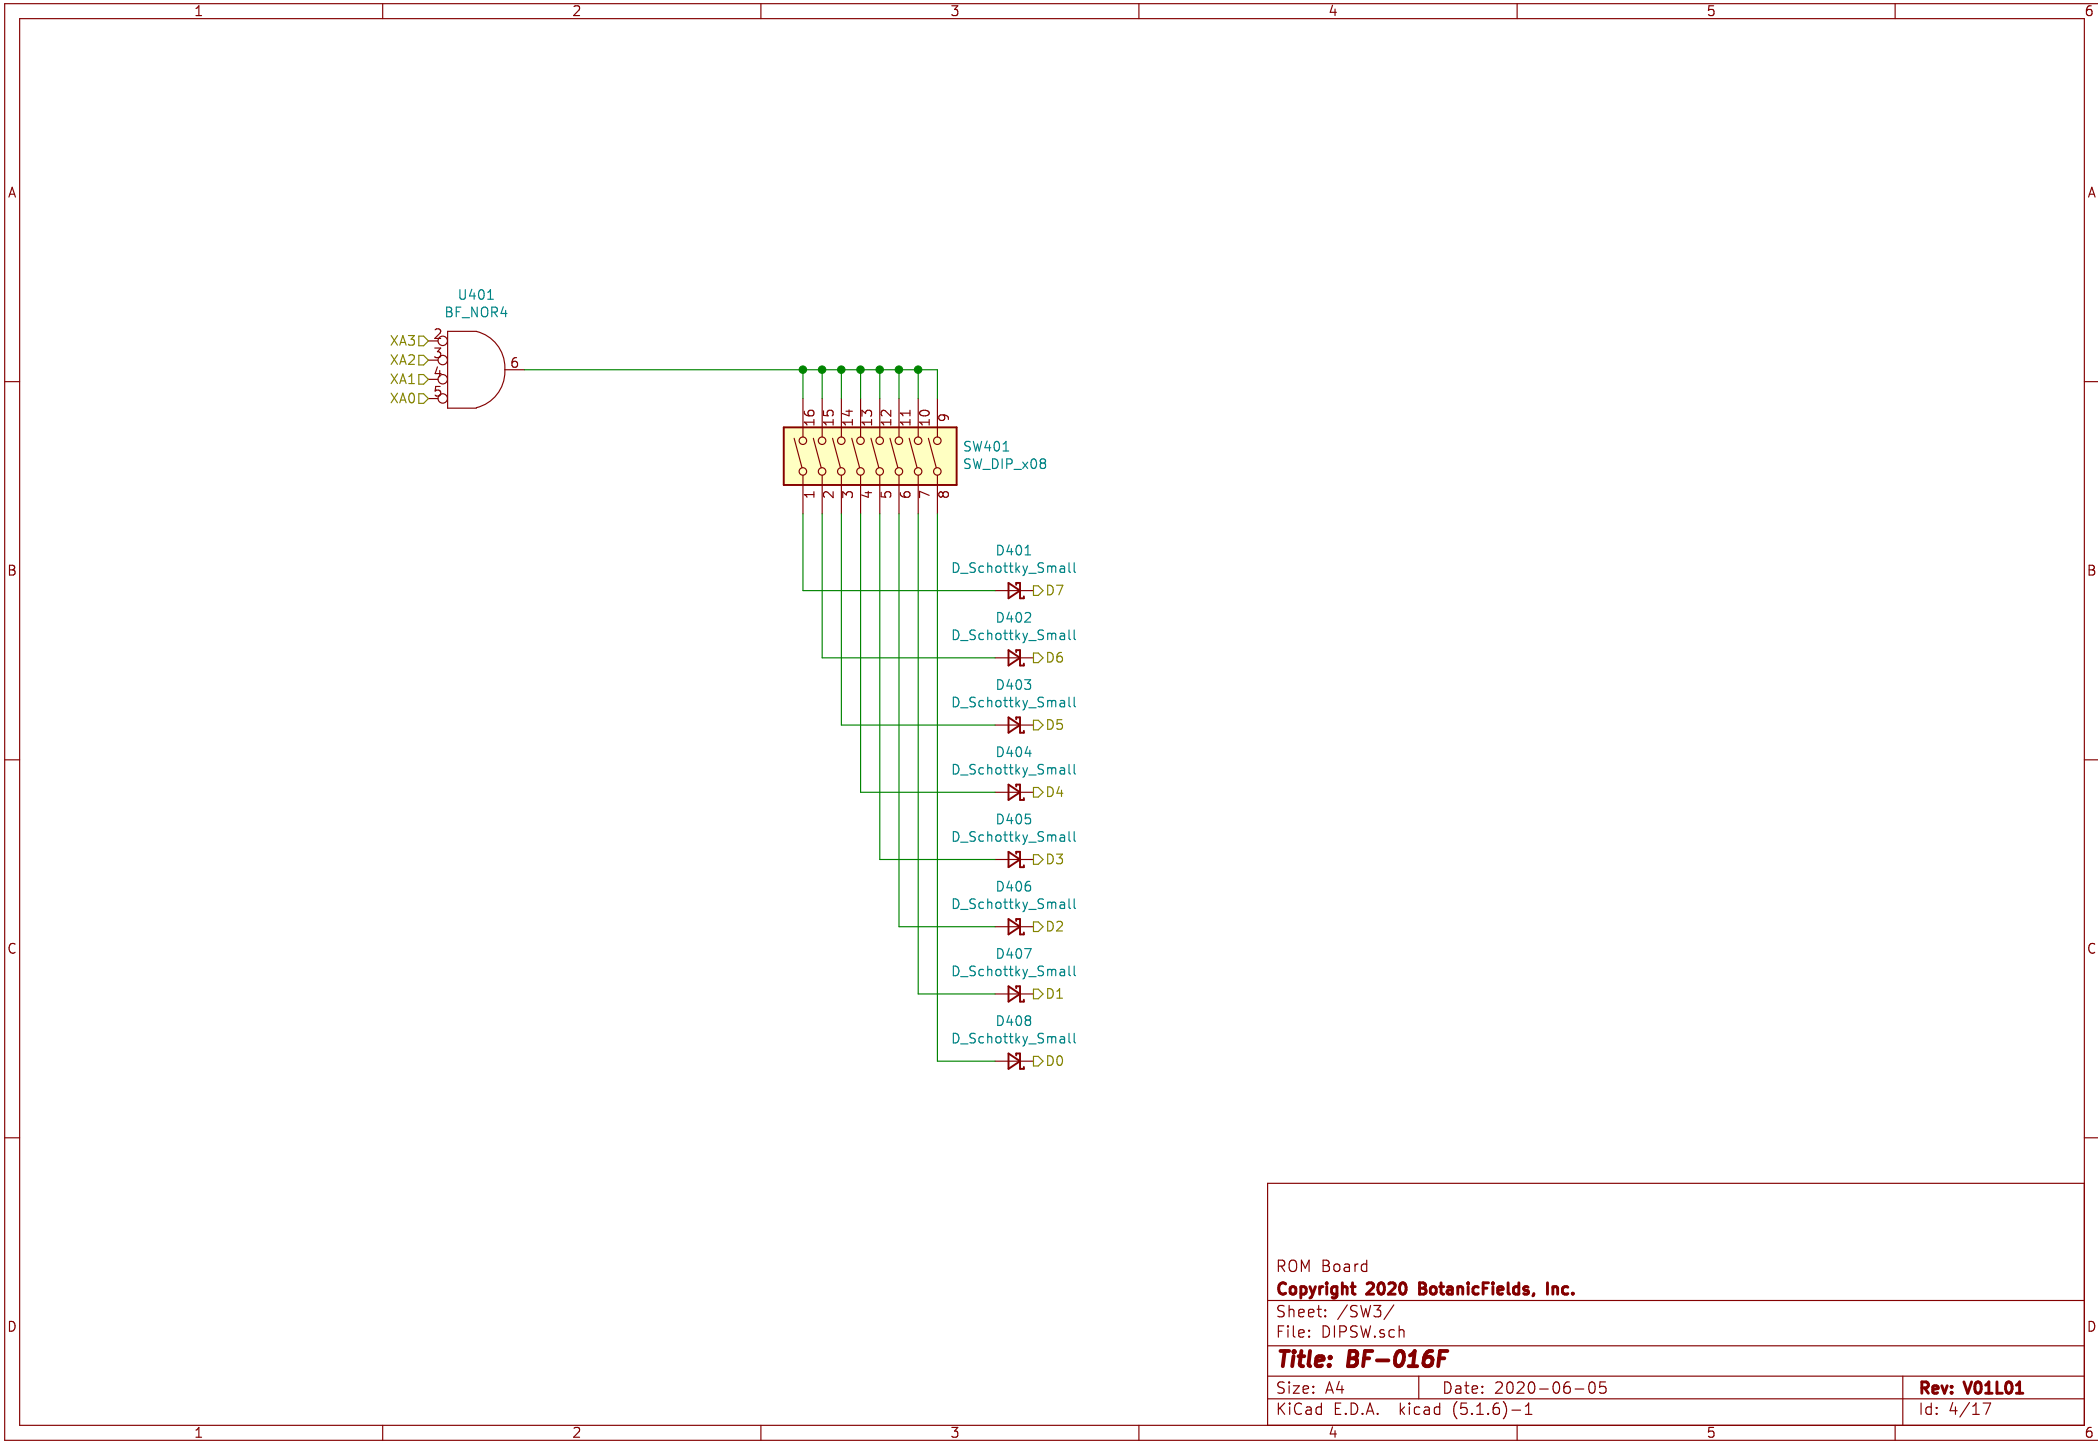 1 2 3 4 5 6
A A
U401
BF_NOR4
XA3 2
XA2 3
XA1 4
XA0 5
6
16 15 14 13 12 11 10 9
SW401
SW_DIP_x08
1 2 3 4 5 6 7 8
D401
D_Schottky_Small
B B
D7
D402
D_Schottky_Small
D6
D403
D_Schottky_Small
D5
D404
D_Schottky_Small
D4
D405
D_Schottky_Small
D3
D406
D_Schottky_Small
D2
C C
D407
D_Schottky_Small
D1
D408
D_Schottky_Small
D0
ROM Board
Copyright 2020 BotanicFields, Inc.
Sheet: /SW3/
File: DIPSW.sch
D D
Title: BF-016F
Size: A4 Date: 2020-06-05 Rev: V01L01
KiCad E.D.A. kicad (5.1.6)-1 Id: 4/17
1 2 3 4 5 6